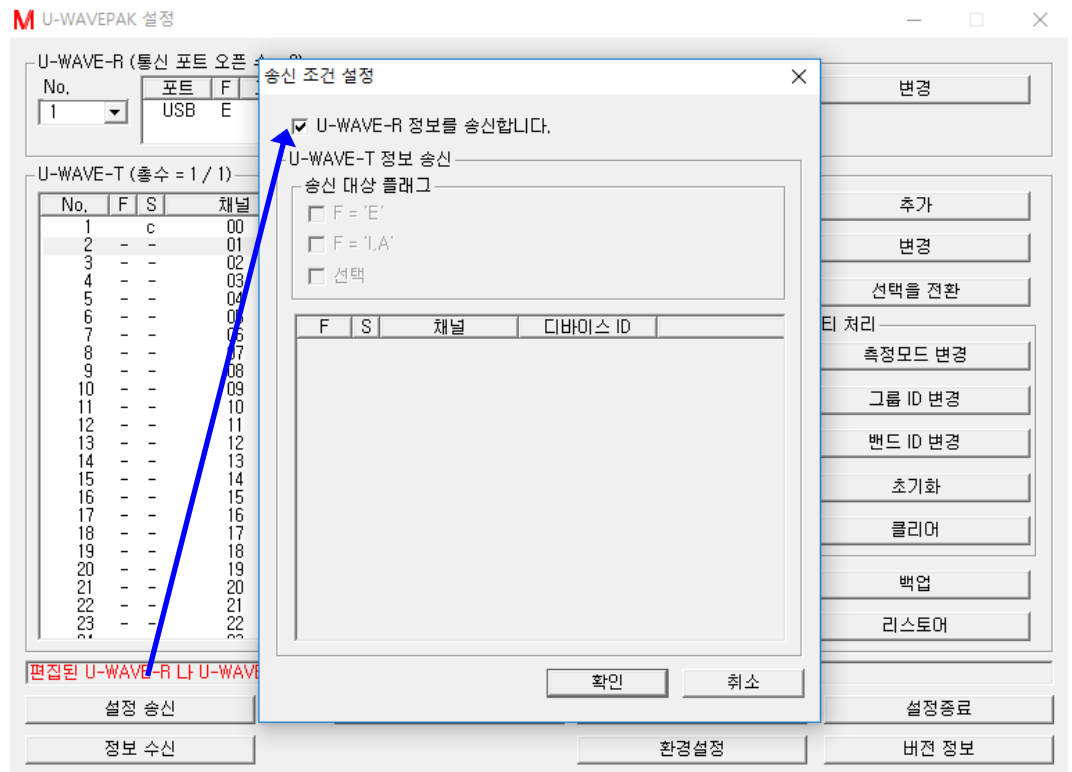 M U-WAVEPAK 설정
U-WAVE-R (통신 포트 오픈
No.
포트 F
1
USB E
변경
송신 조건 설정
U-WAVE-R 정보를 송신합니다.
U-WAVE-T 정보 송신
송신 대상 플래그
F = 'E'
F = 'I,A'
선택
F S 채널 디바이스 ID
확인 취소
U-WAVE-T (총수 = 1 / 1)
No. F S 채널
1 c 00
2 - - 01
3 - - 02
4 - - 03
5 - - 04
6 - - 05
7 - - 06
8 - - 07
9 - - 08
10 - - 09
11 - - 10
12 - - 11
13 - - 12
14 - - 13
15 - - 14
16 - - 15
17 - - 16
18 - - 17
19 - - 18
20 - - 19
21 - - 20
22 - - 21
23 - - 22
추가
변경
선택을 전환
티 처리
측정모드 변경
그룹 ID 변경
밴드 ID 변경
초기화
클리어
백업
리스토어
편집된 U-WAVE-R 나 U-WAVE
설정 송신
설정종료
정보 수신
환경설정
버전 정보